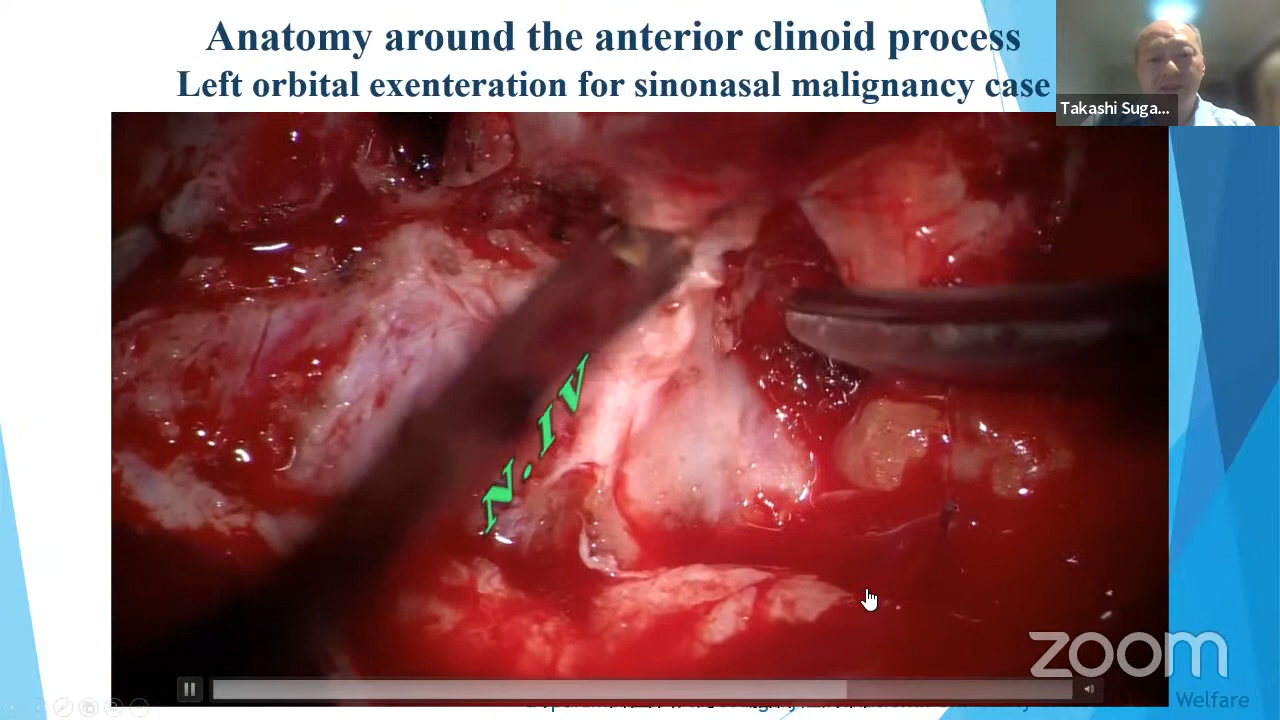 Anatomy around the anterior clinoid process
Left orbital exenteration for sinonasal malignancy case
Takashi Suga...
N.IV
zoom
Welfare